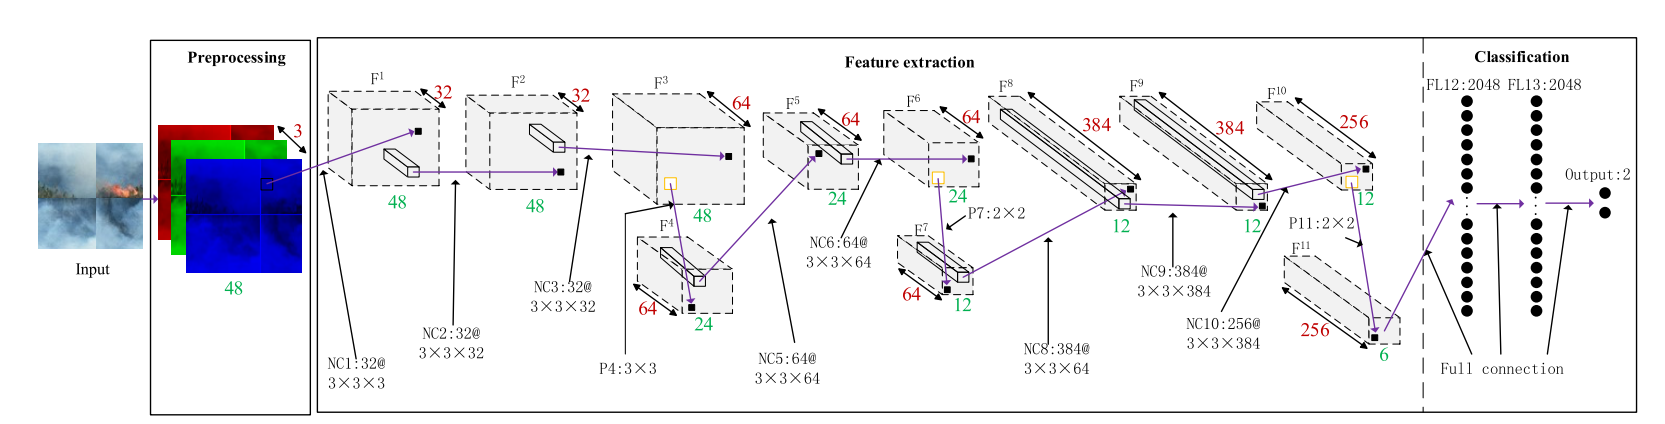 Preprocessing
Feature extraction
Classification
Input
3
48
F1
32
48
F2
32
48
F3
64
48
F4
64
24
F5
64
24
F6
64
24
F7
64
12
F8
384
12
F9
384
12
F10
256
12
F11
256
6
NC1:32@
3×3×3
NC2:32@
3×3×32
NC3:32@
3×3×32
P4:3×3
NC5:64@
3×3×64
NC6:64@
3×3×64
P7:2×2
NC8:384@
3×3×64
NC9:384@
3×3×384
NC10:256@
3×3×384
P11:2×2
FL12:2048 FL13:2048
Output:2
Full connection